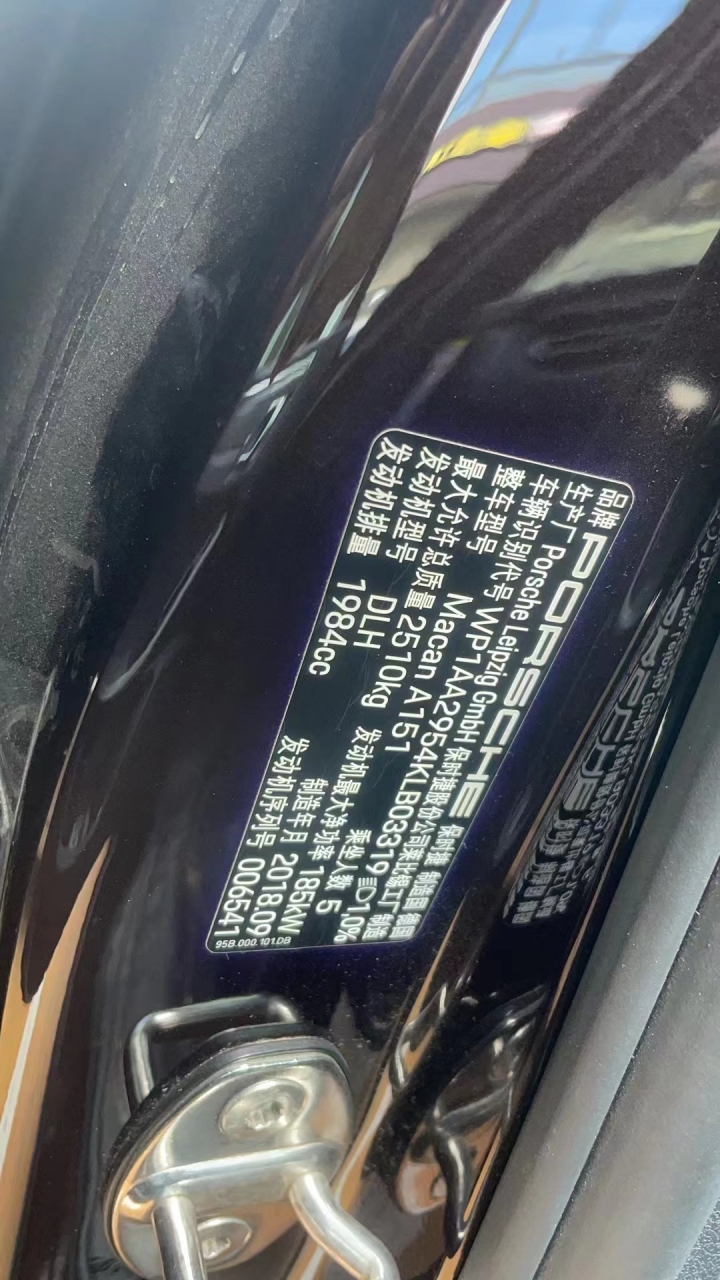 品牌 PORSCHE 保时捷 制造国 德国
生产厂 Porsche Leipzig GmbH 保时捷股份公司莱比锡工厂 制造
车辆识别代号 WP1AA2954KLB03319 1,0%
整车型号 Macan A151 乘坐人数 5
最大允许总质量 2510kg 发动机最大净功率 185kw
发动机型号 DLH 制造年月 2018.09
发动机排量 1984cc 发动机序列号 006541
95B.000.101.DB